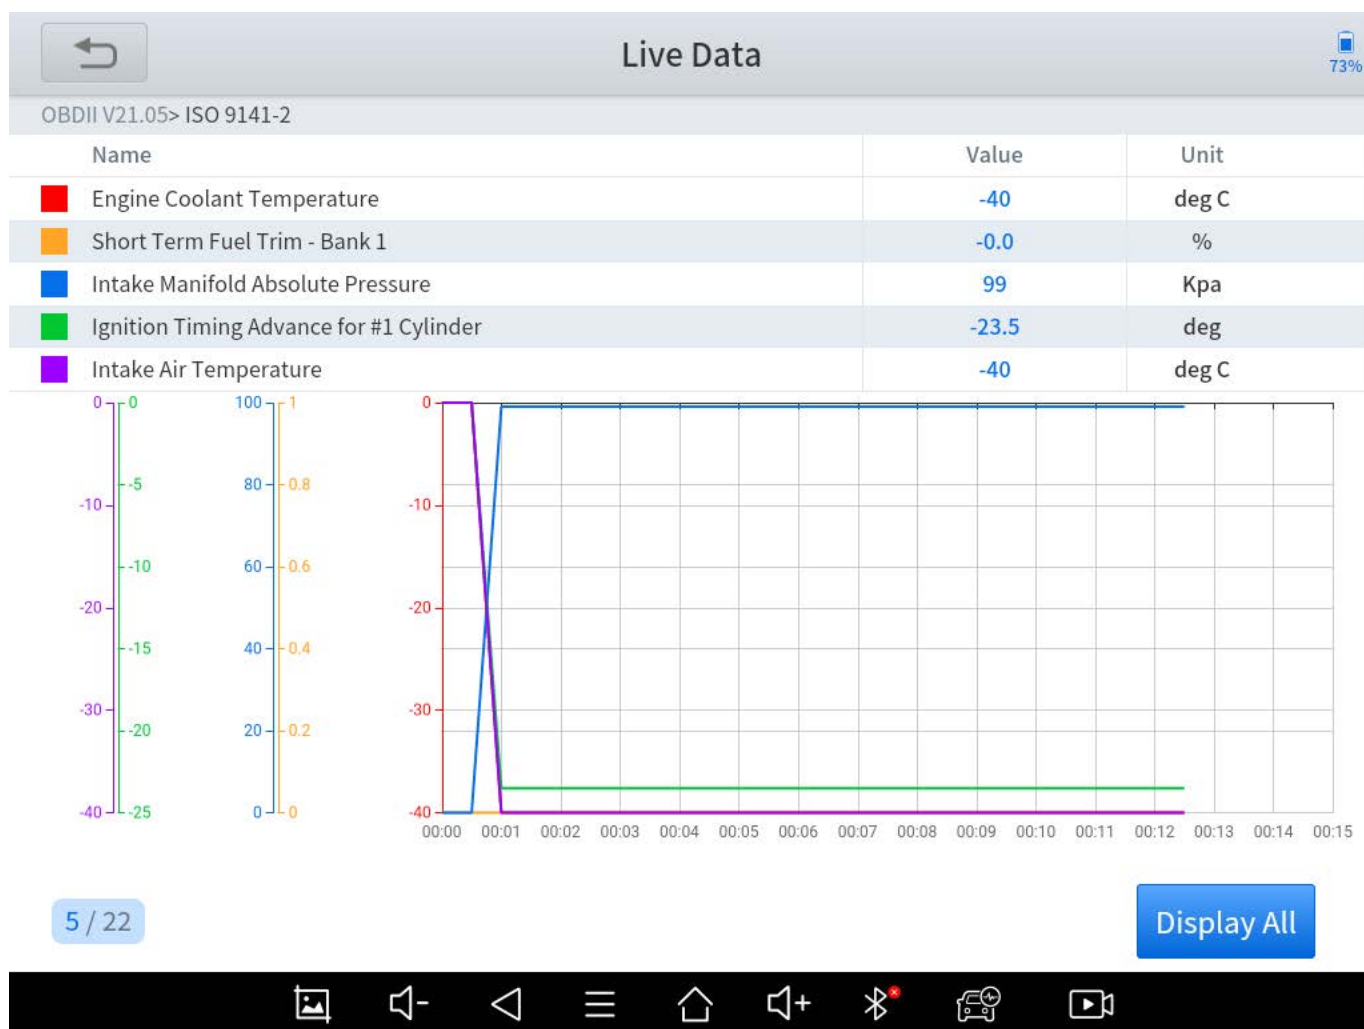 Live Data
73%
OBDII V21.05> ISO 9141-2
Name Value Unit
Engine Coolant Temperature -40 deg C
Short Term Fuel Trim - Bank 1 -0.0 %
Intake Manifold Absolute Pressure 99 Kpa
Ignition Timing Advance for #1 Cylinder -23.5 deg
Intake Air Temperature -40 deg C
0 0 100 1 0
-5 80 0.8
-10 -10
-10 60 0.6
-20 -20
-15 40 0.4
-30 -30
-20 20 0.2
-40 -25 0 0 -40
00:00 00:01 00:02 00:03 00:04 00:05 00:06 00:07 00:08 00:09 00:10 00:11 00:12 00:13 00:14 00:15
5 / 22
Display All